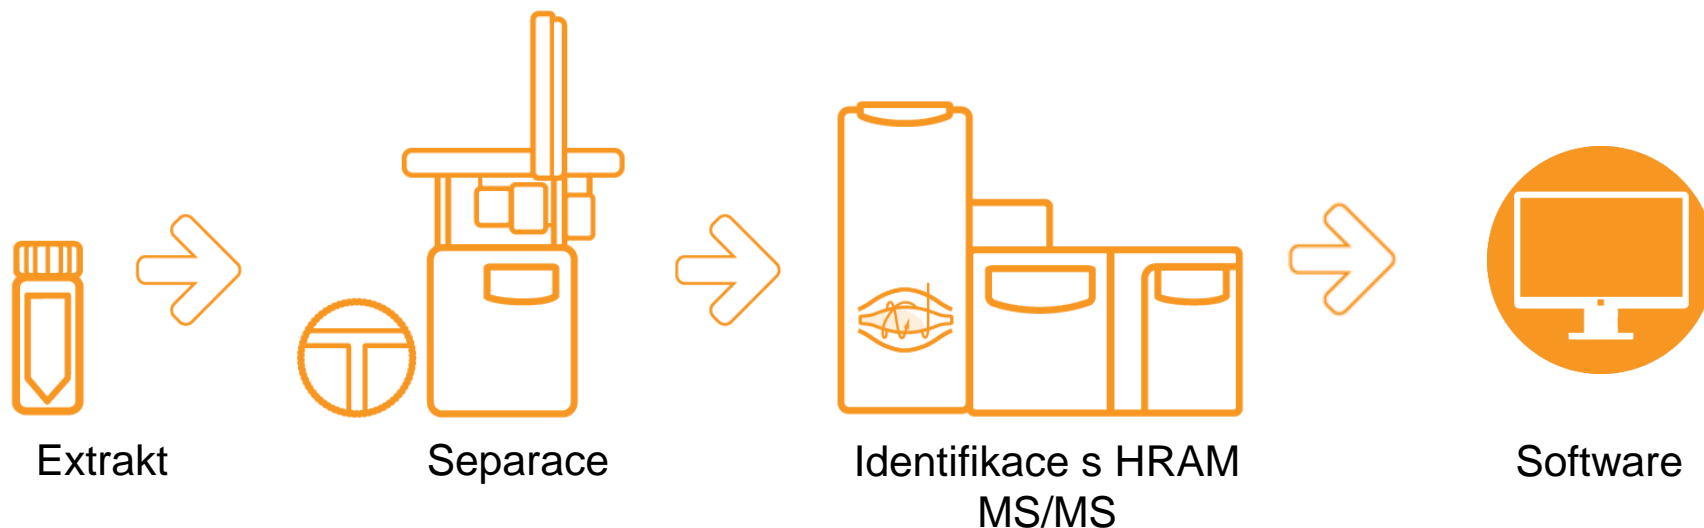 Extrakt
Separace
Identifikace s HRAM
MS/MS
Software